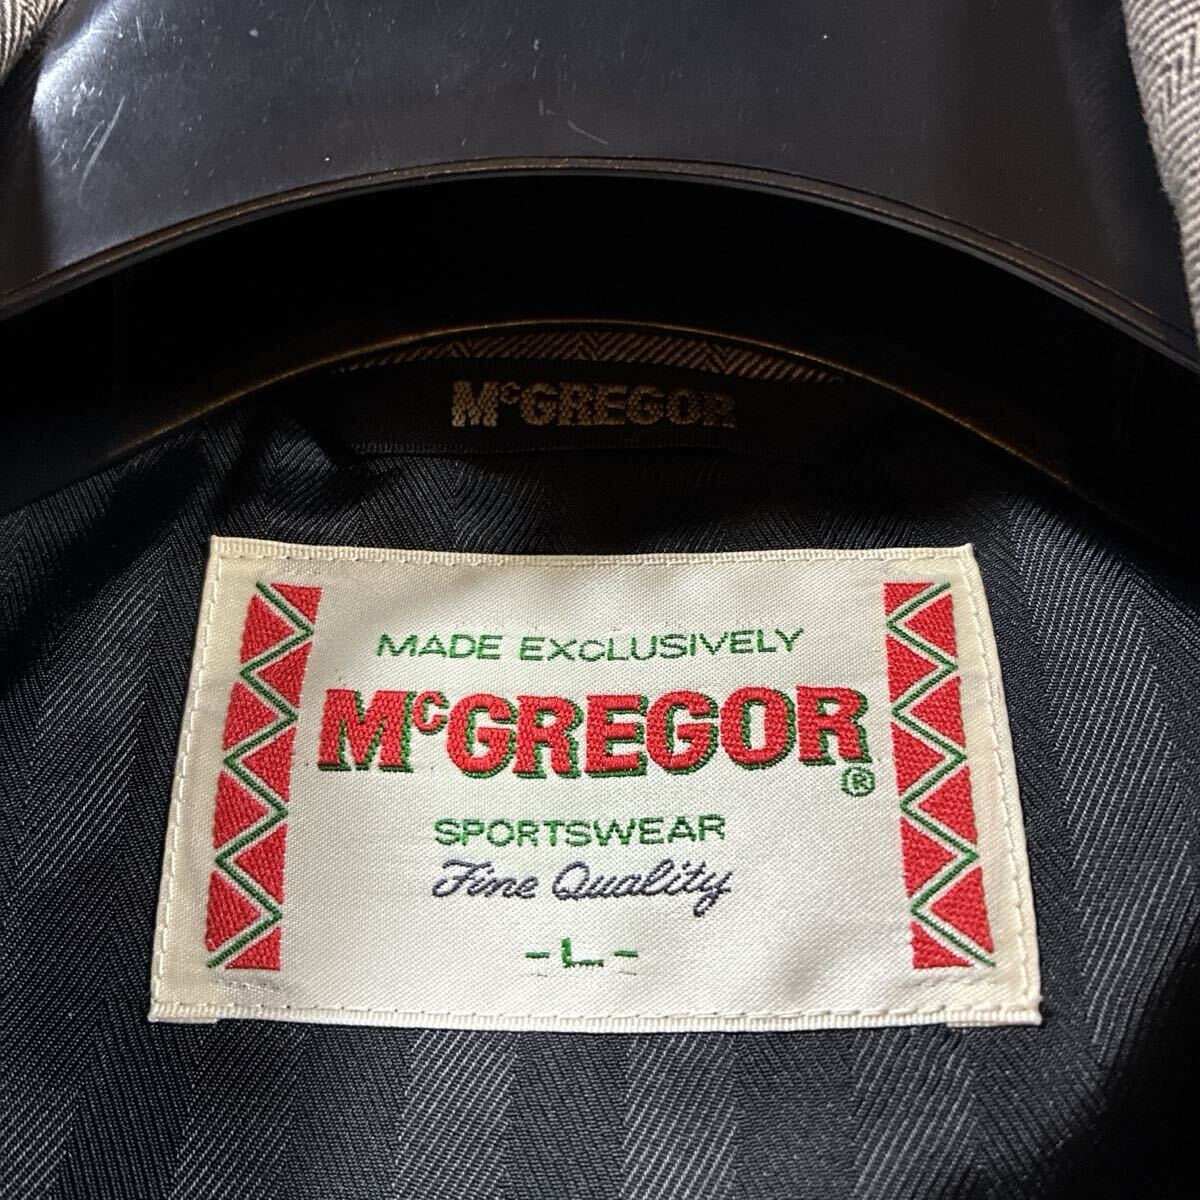 McGREGOR
MADE EXCLUSIVELY
McGREGOR
®
SPORTSWEAR
Fine Quality
-L-